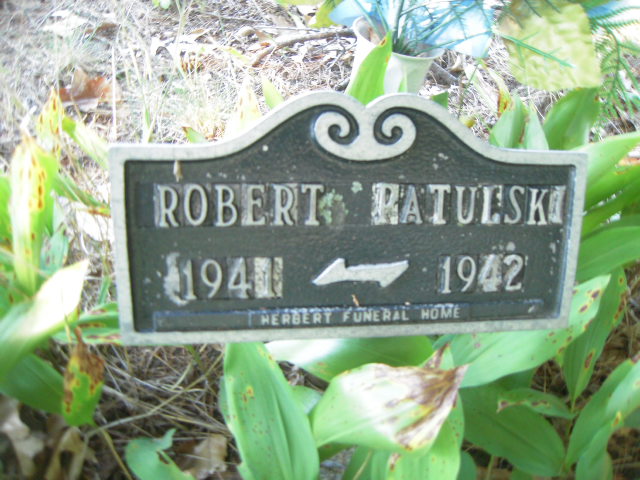 ROBERT PATULSKI
1941 1942
HERBERT FUNERAL HOME